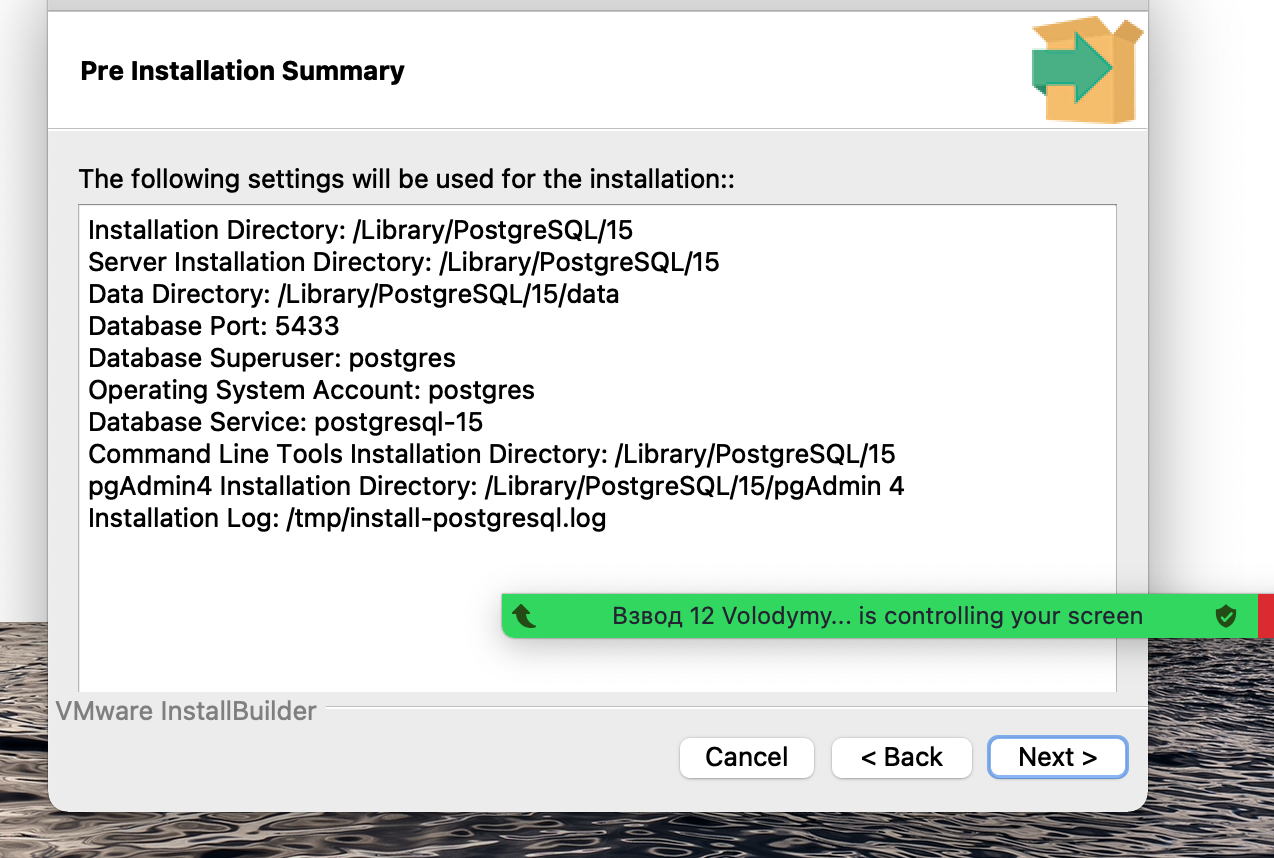 Pre Installation Summary
The following settings will be used for the installation::
Installation Directory: /Library/PostgreSQL/15
Server Installation Directory: /Library/PostgreSQL/15
Data Directory: /Library/PostgreSQL/15/data
Database Port: 5433
Database Superuser: postgres
Operating System Account: postgres
Database Service: postgresql-15
Command Line Tools Installation Directory: /Library/PostgreSQL/15
pgAdmin4 Installation Directory: /Library/PostgreSQL/15/pgAdmin 4
Installation Log: /tmp/install-postgresql.log
Взвод 12 Volodymy... is controlling your screen
VMware InstallBuilder
Cancel
< Back
Next >